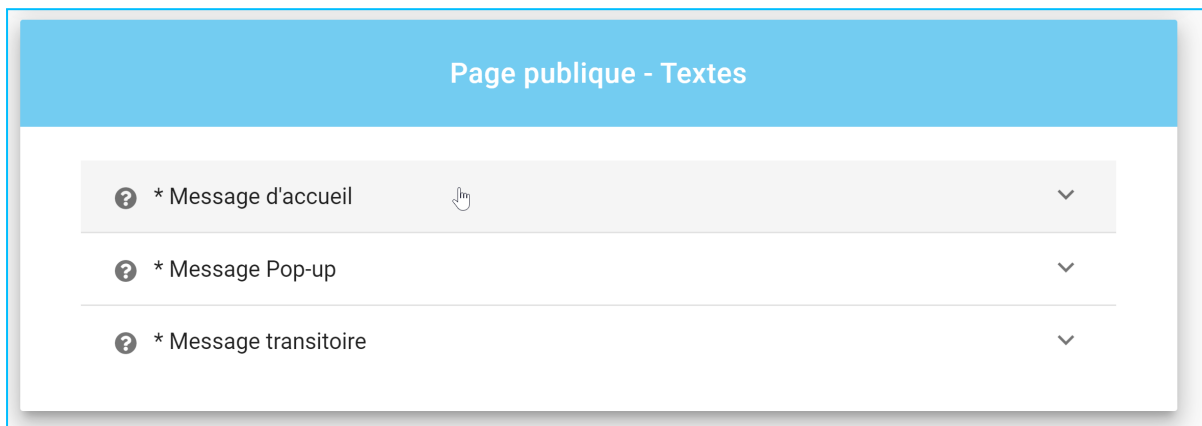 Page publique - Textes
* Message d'accueil
* Message Pop-up
* Message transitoire